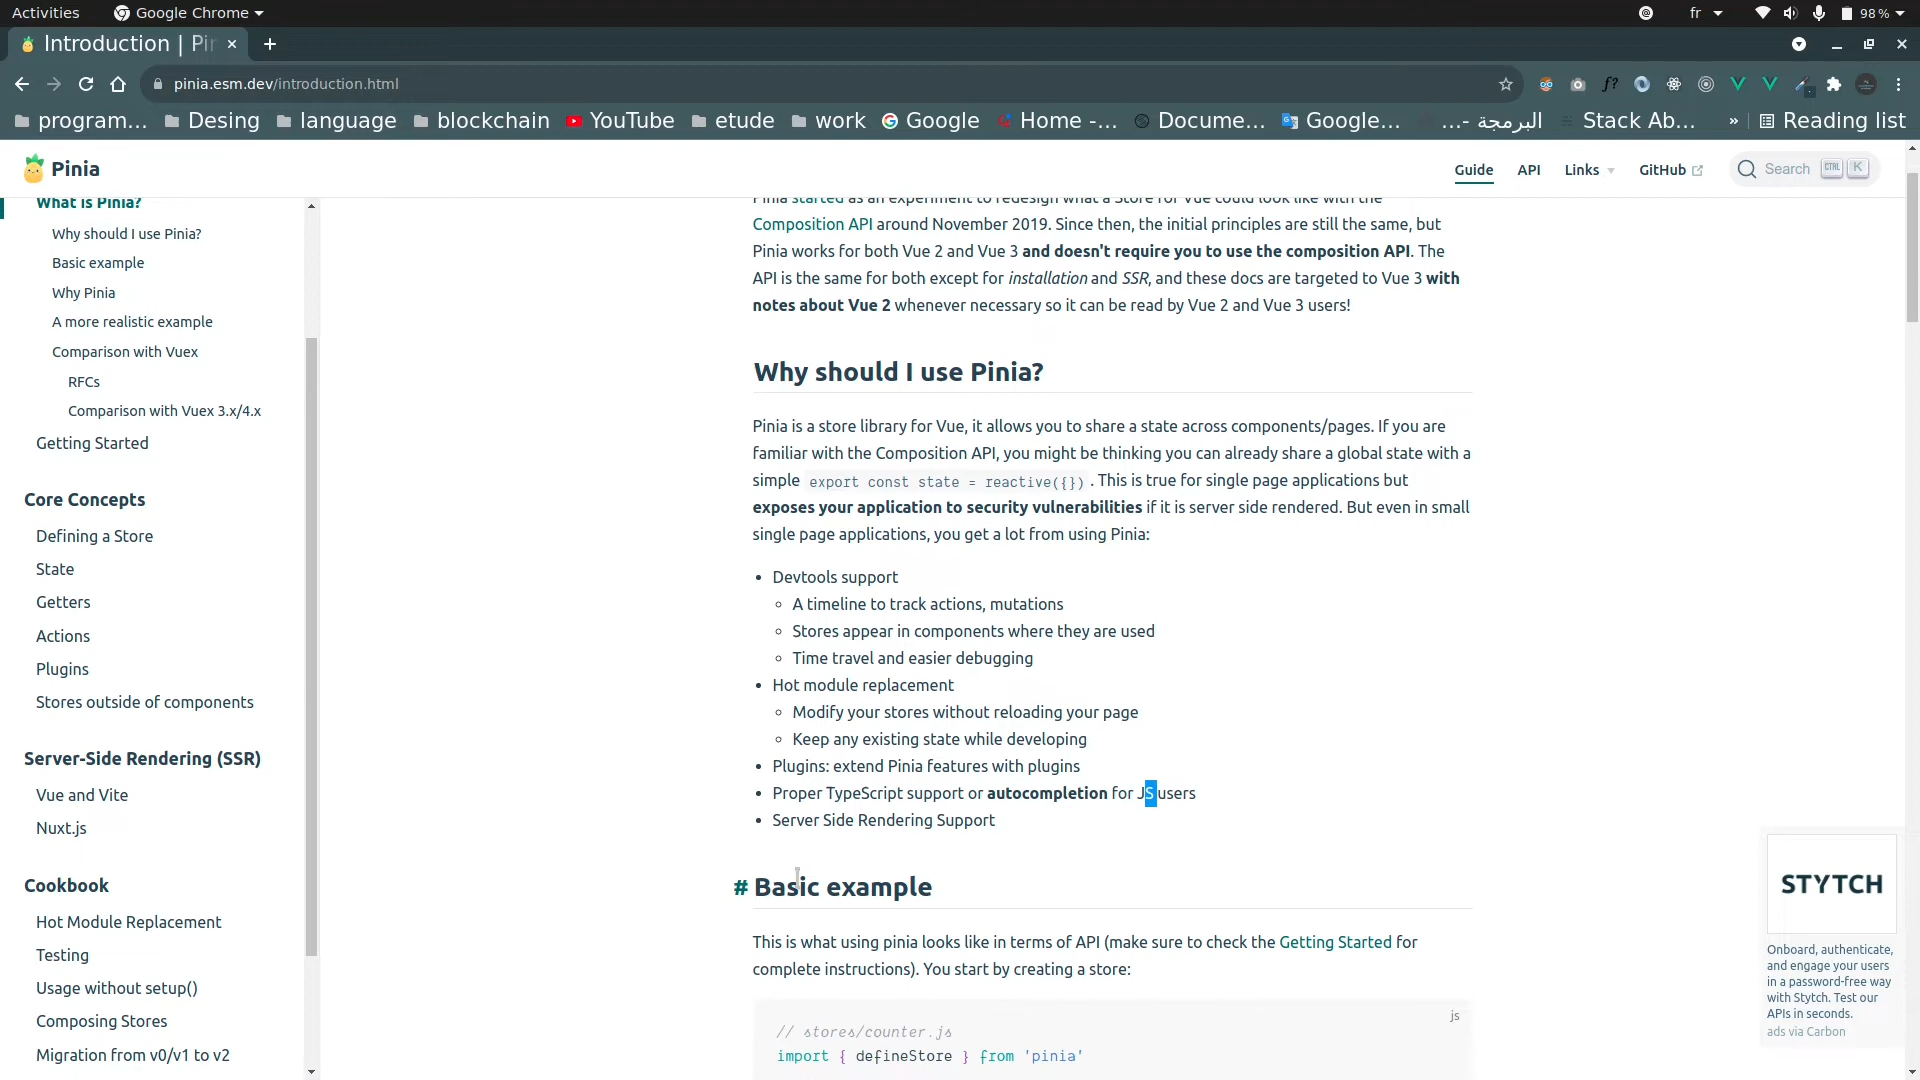 Activities
Google Chrome
fr
98 %
Introduction | Pin
pinia.esm.dev/introduction.html
program...
Desing
language
blockchain
YouTube
etude
work
Google
Home -...
Docume...
Google...
البرمجة -...
Stack Ab...
»
Reading list
Pinia
Guide
API
Links
GitHub
Search
CTRL
K
What is Pinia?
Why should I use Pinia?
Basic example
Why Pinia
A more realistic example
Comparison with Vuex
RFCs
Comparison with Vuex 3.x/4.x
Getting Started
Core Concepts
Defining a Store
State
Getters
Actions
Plugins
Stores outside of components
Server-Side Rendering (SSR)
Vue and Vite
Nuxt.js
Cookbook
Hot Module Replacement
Testing
Usage without setup()
Composing Stores
Migration from v0/v1 to v2
Pinia started as an experiment to redesign what a Store for Vue could look like with the
Composition API around November 2019. Since then, the initial principles are still the same, but
Pinia works for both Vue 2 and Vue 3 and doesn't require you to use the composition API. The
API is the same for both except for installation and SSR, and these docs are targeted to Vue 3 with
notes about Vue 2 whenever necessary so it can be read by Vue 2 and Vue 3 users!
Why should I use Pinia?
Pinia is a store library for Vue, it allows you to share a state across components/pages. If you are
familiar with the Composition API, you might be thinking you can already share a global state with a
simple export const state = reactive({}) . This is true for single page applications but
exposes your application to security vulnerabilities if it is server side rendered. But even in small
single page applications, you get a lot from using Pinia:
• Devtools support
◦ A timeline to track actions, mutations
◦ Stores appear in components where they are used
◦ Time travel and easier debugging
• Hot module replacement
◦ Modify your stores without reloading your page
◦ Keep any existing state while developing
• Plugins: extend Pinia features with plugins
• Proper TypeScript support or autocompletion for JS users
• Server Side Rendering Support
# Basic example
This is what using pinia looks like in terms of API (make sure to check the Getting Started for
complete instructions). You start by creating a store:
js
// stores/counter.js
import { defineStore } from 'pinia'
STYTCH
Onboard, authenticate,
and engage your users
in a password-free way
with Stytch. Test our
APIs in seconds.
ads via Carbon